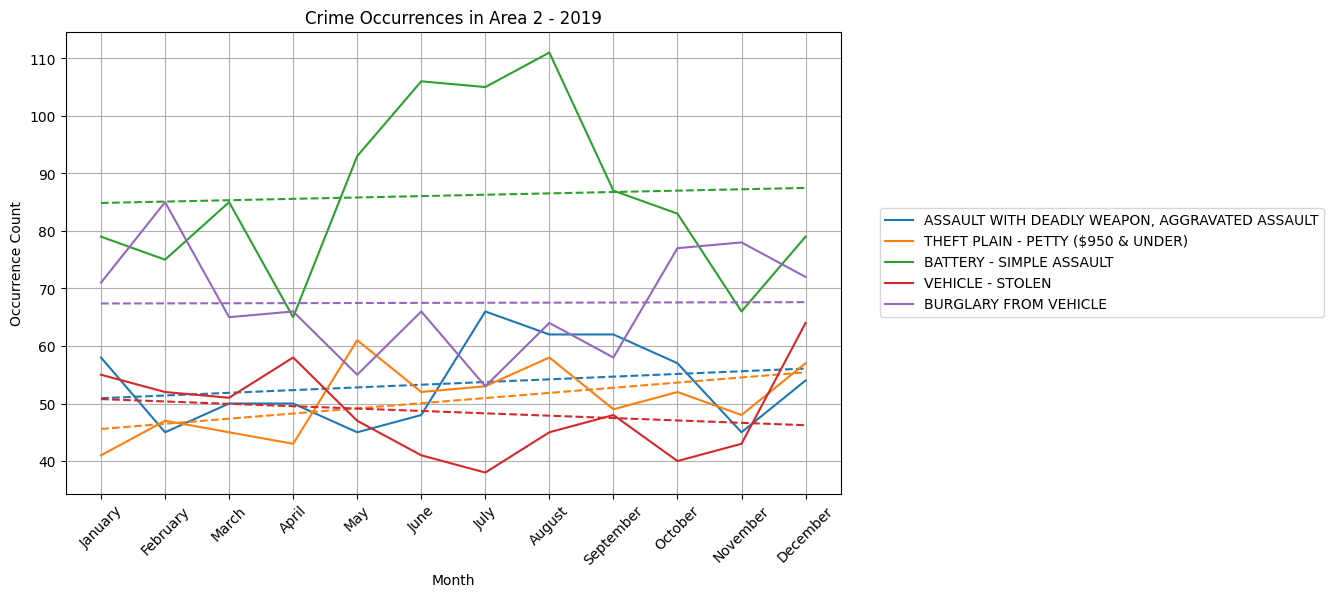 Crime Occurrences in Area 2 - 2019
Occurrence Count
110
100
90
80
70
60
50
40
January
February
March
April
May
June
July
August
September
October
November
December
Month
ASSAULT WITH DEADLY WEAPON, AGGRAVATED ASSAULT
THEFT PLAIN - PETTY ($950 & UNDER)
BATTERY - SIMPLE ASSAULT
VEHICLE - STOLEN
BURGLARY FROM VEHICLE